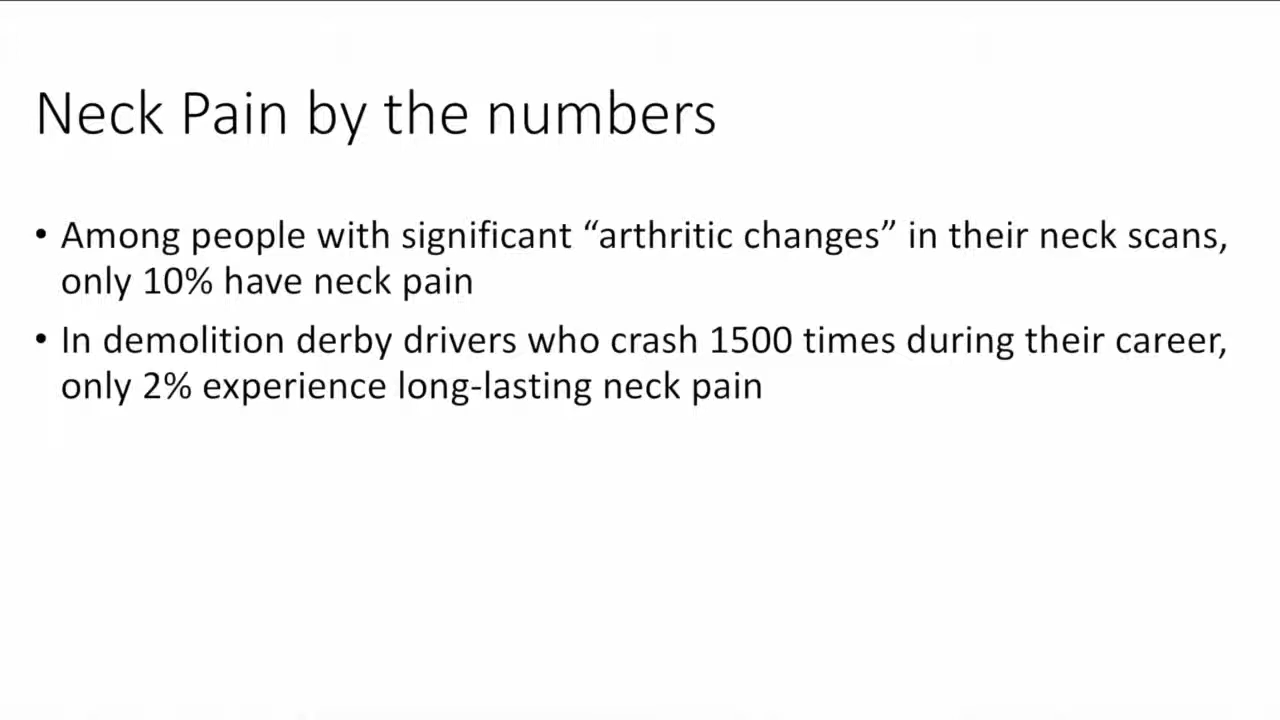 Neck Pain by the numbers
• Among people with significant “arthritic changes” in their neck scans,
only 10% have neck pain
• In demolition derby drivers who crash 1500 times during their career,
only 2% experience long-lasting neck pain